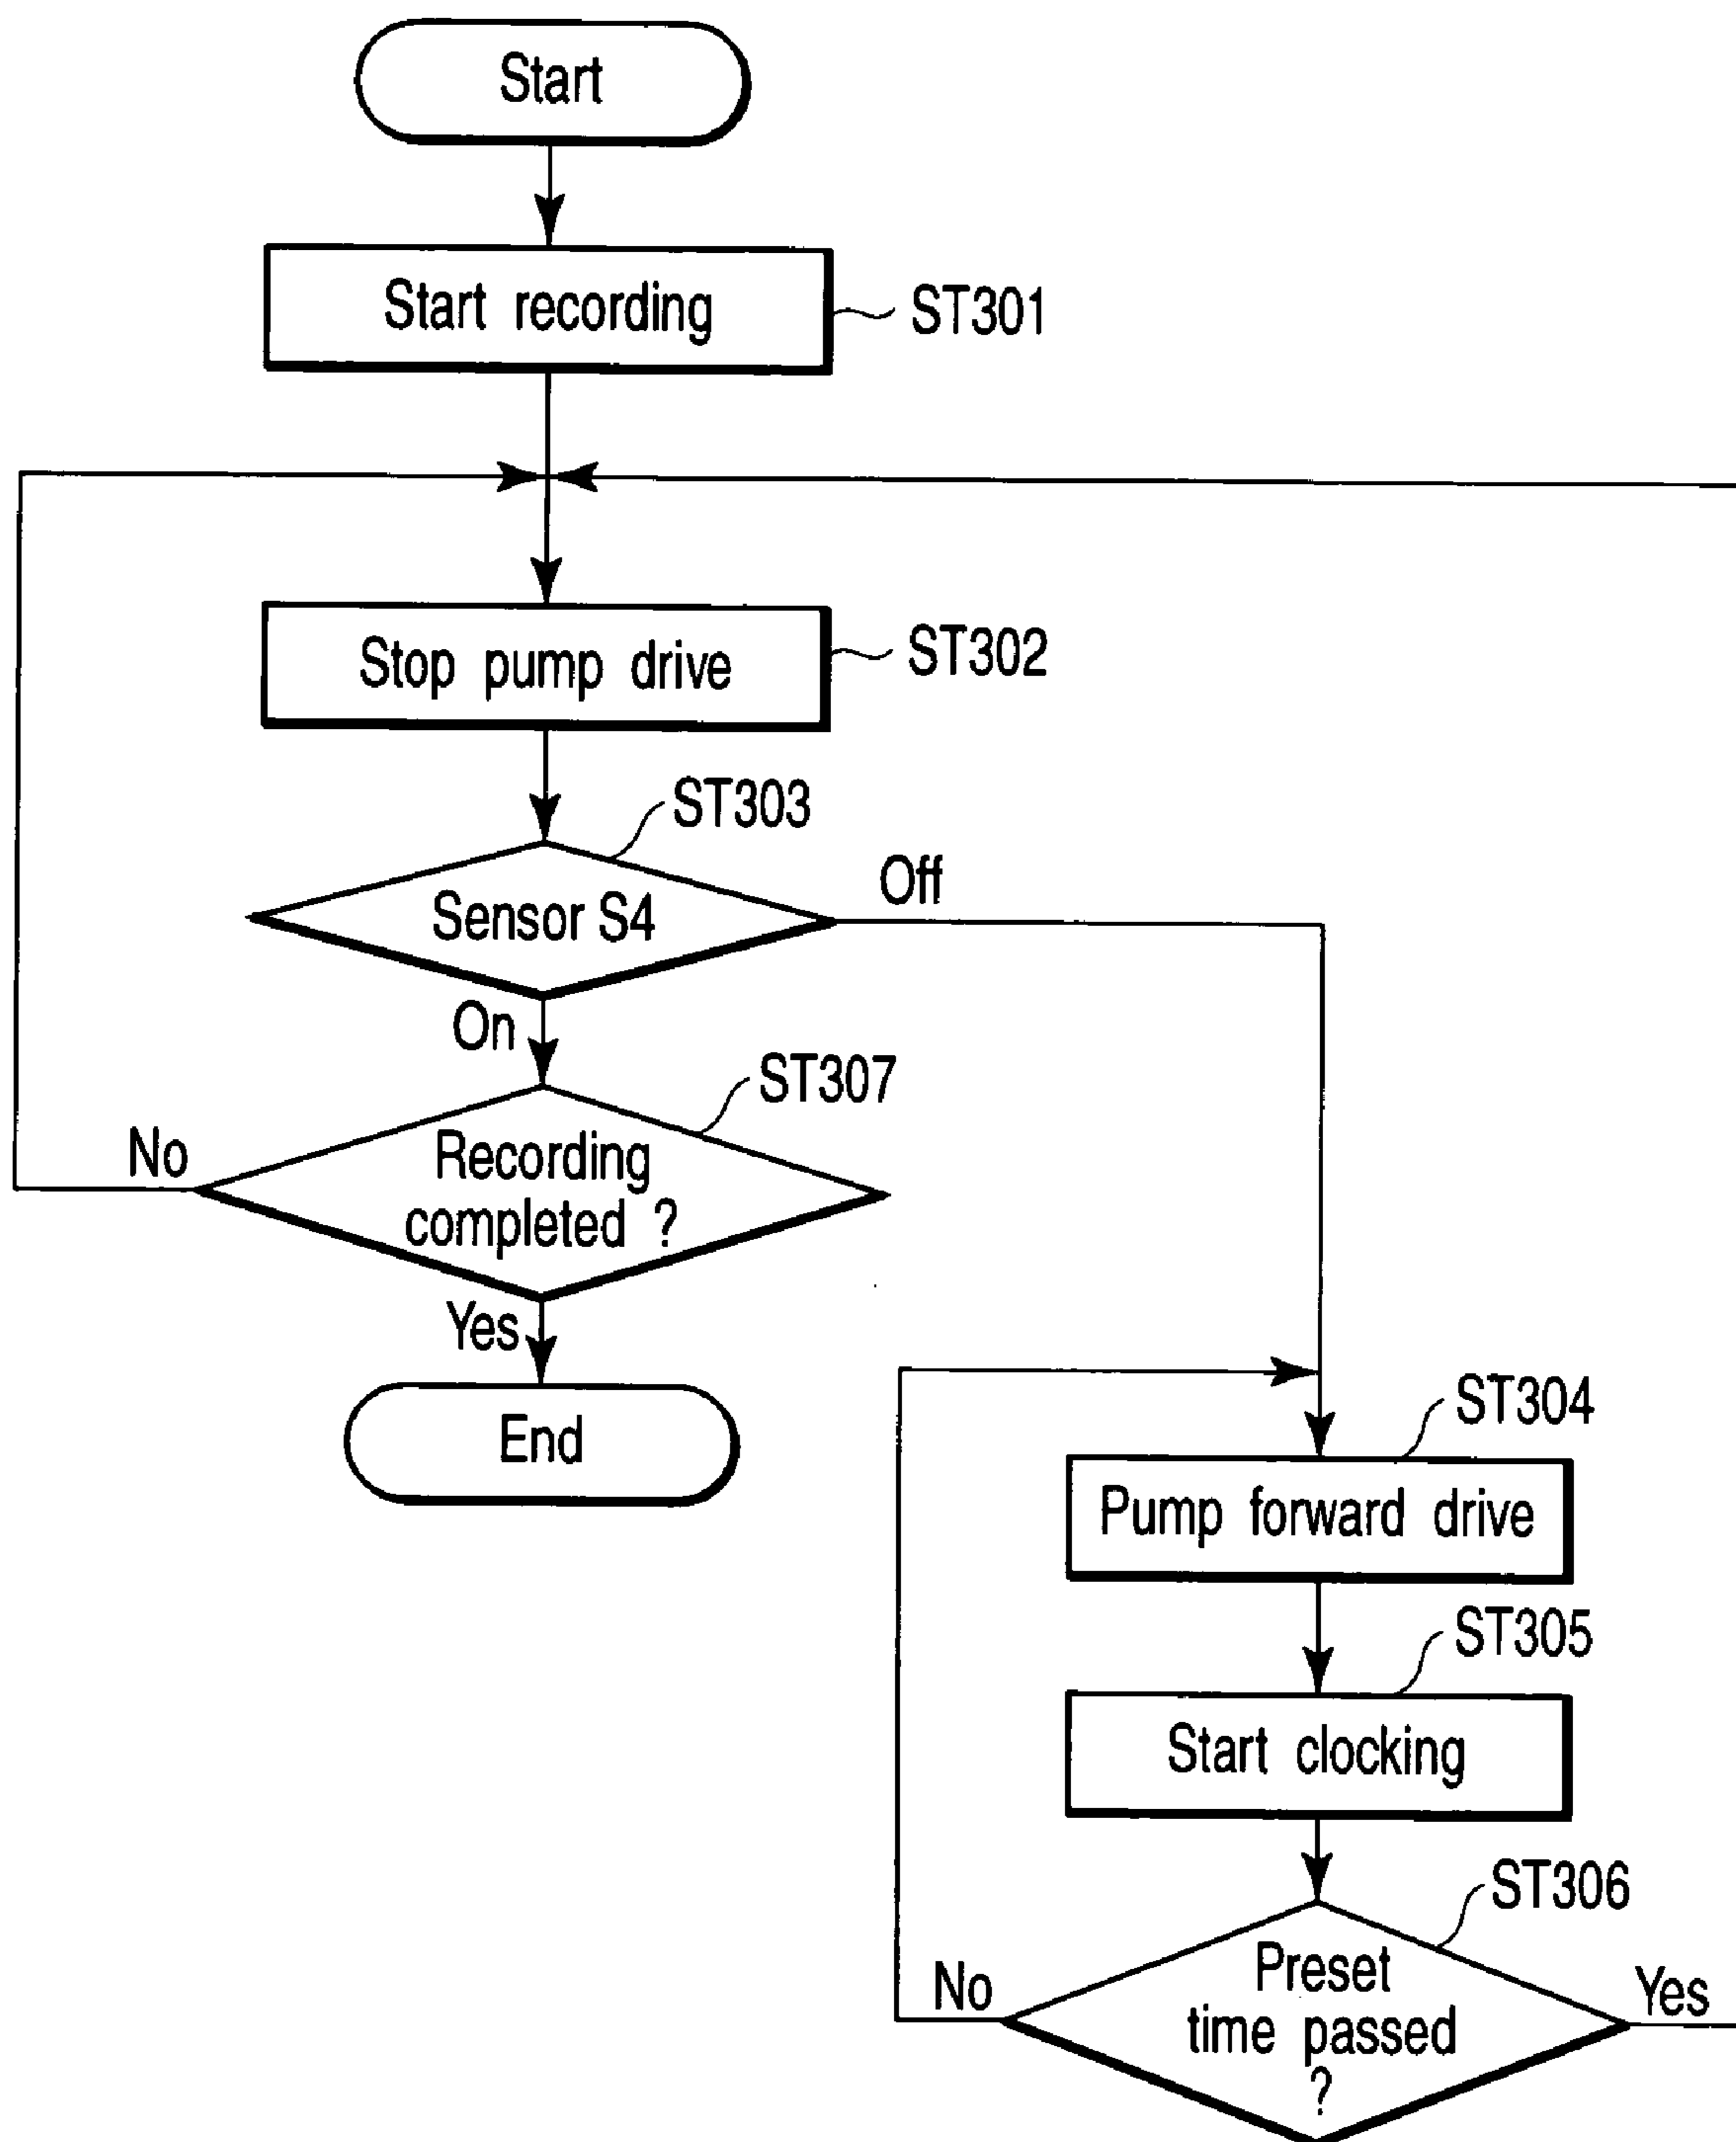 Start
Start recording
ST301
Stop pump drive
ST302
ST303
Sensor S4
Off
On
ST307
No
Recording
completed ?
Yes
End
ST304
Pump forward drive
ST305
Start clocking
ST306
No
Preset
time passed
?
Yes